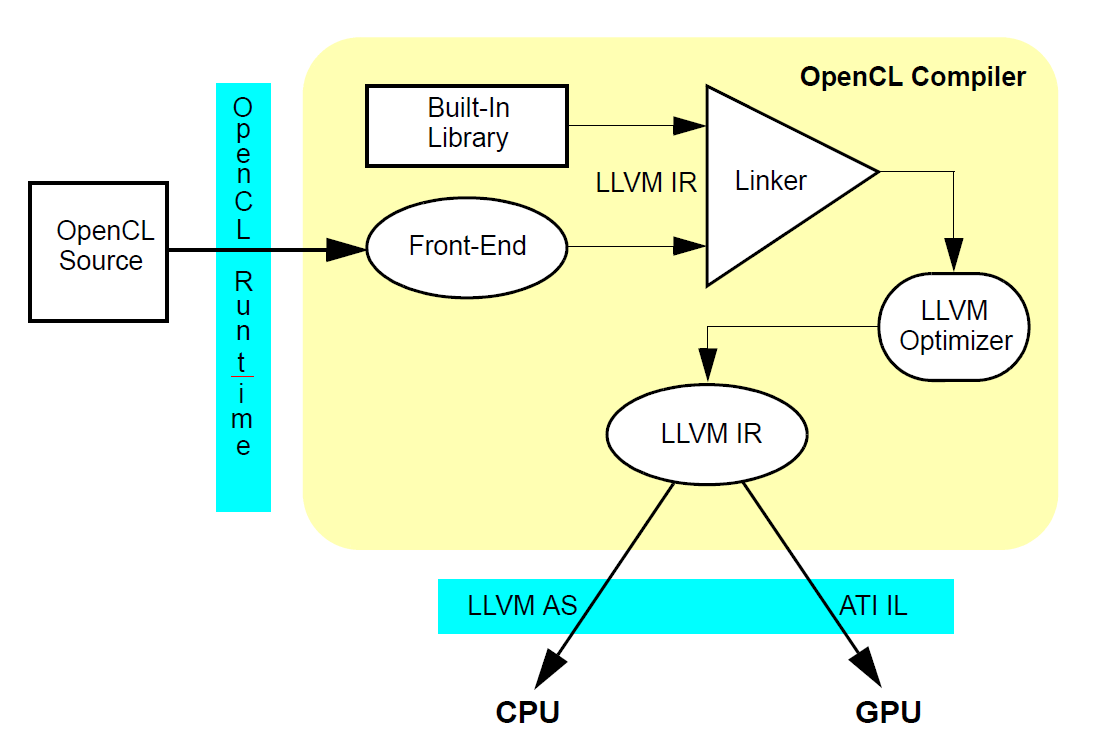 OpenCL Compiler
OpenCL Runtime
Built-In
Library
LLVM IR
Linker
OpenCL
Source
Front-End
LLVM
Optimizer
LLVM IR
LLVM AS
ATI IL
CPU
GPU